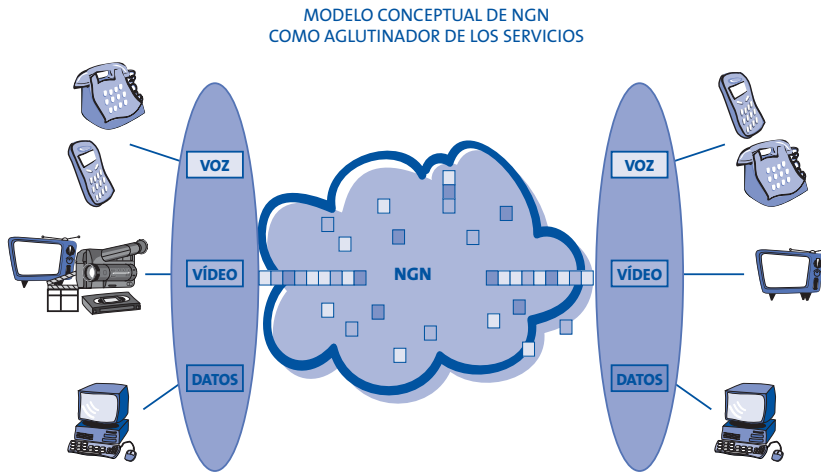 MODELO CONCEPTUAL DE NGN
COMO AGLUTINADOR DE LOS SERVICIOS
VOZ
VOZ
VÍDEO
NGN
VÍDEO
DATOS
DATOS